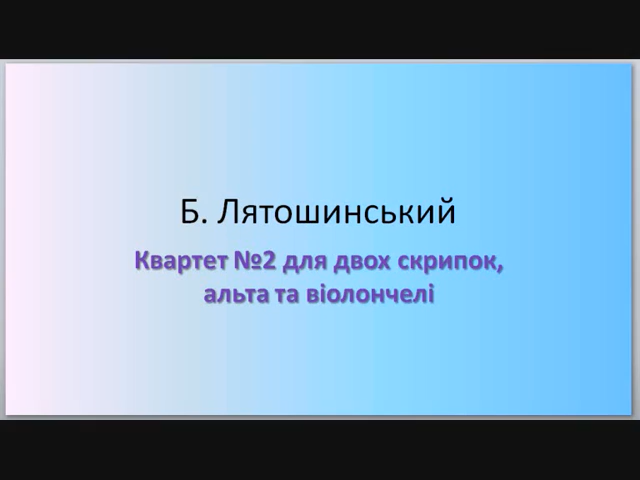 Б. Лятошинський
Квартет №2 для двох скрипок,
альта та віолончелі